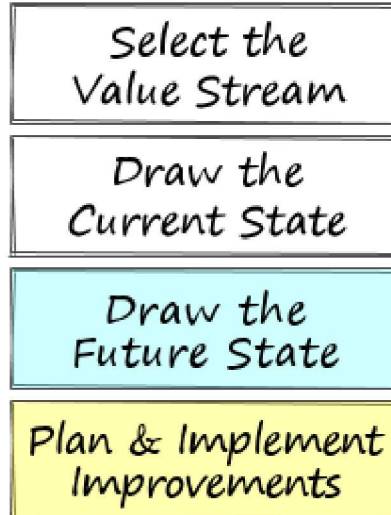 Select the
Value Stream
Draw the
Current State
Draw the
Future State
Plan & Implement
Improvements